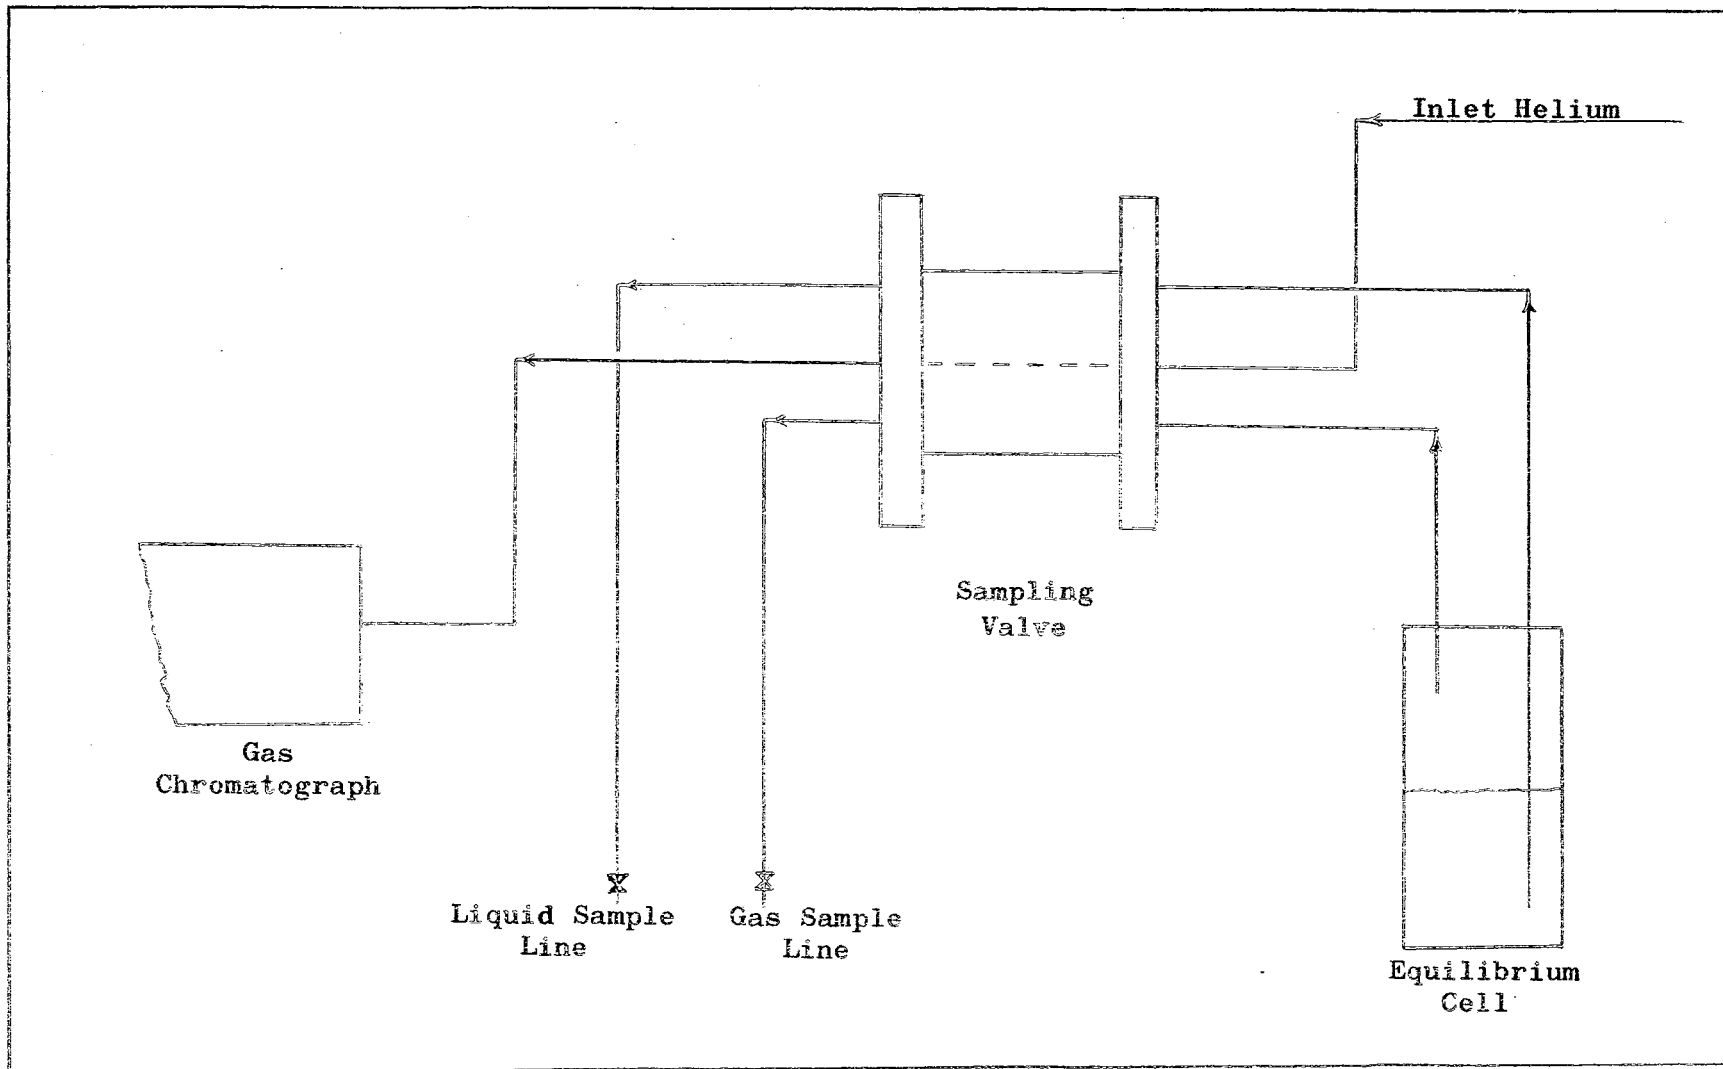 Inlet Helium
Sampling
Valve
Gas
Chromatograph
Liquid Sample
Line
Gas Sample
Line
Equilibrium
Cell